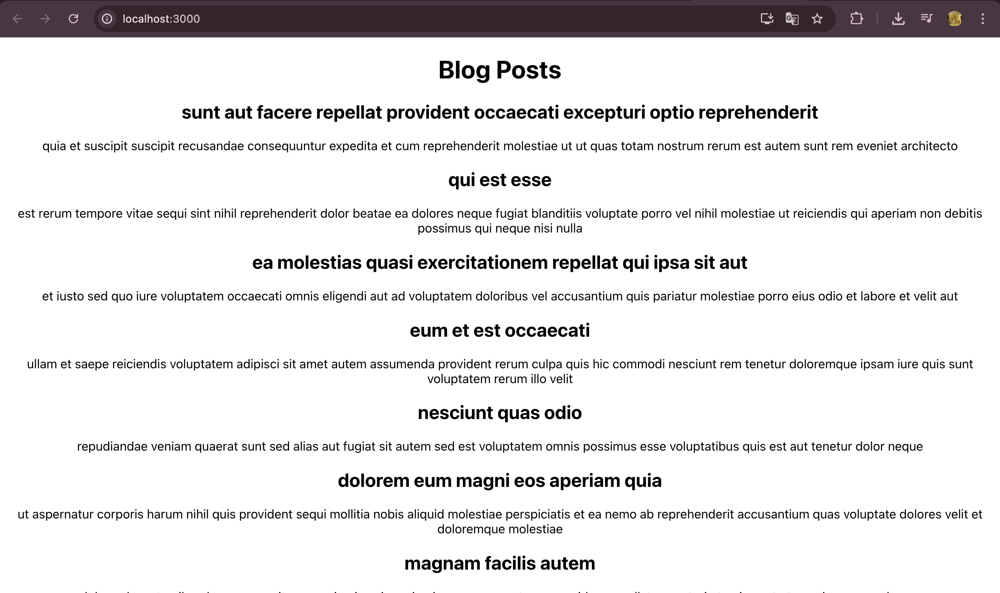 localhost:3000
Blog Posts
sunt aut facere repellat provident occaecati excepturi optio reprehenderit
quia et suscipit suscipit recusandae consequuntur expedita et cum reprehenderit molestiae ut ut quas totam nostrum rerum est autem sunt rem eveniet architecto
qui est esse
est rerum tempore vitae sequi sint nihil reprehenderit dolor beatae ea dolores neque fugiat blanditiis voluptate porro vel nihil molestiae ut reiciendis qui aperiam non debitis
possimus qui neque nisi nulla
ea molestias quasi exercitationem repellat qui ipsa sit aut
et iusto sed quo iure voluptatem occaecati omnis eligendi aut ad voluptatem doloribus vel accusantium quis pariatur molestiae porro eius odio et labore et velit aut
eum et est occaecati
ullam et saepe reiciendis voluptatem adipisci sit amet autem assumenda provident rerum culpa quis hic commodi nesciunt rem tenetur doloremque ipsam iure quis sunt
voluptatem rerum illo velit
nesciunt quas odio
repudiandae veniam quaerat sunt sed alias aut fugiat sit autem sed est voluptatem omnis possimus esse voluptatibus quis est aut tenetur dolor neque
dolorem eum magni eos aperiam quia
ut aspernatur corporis harum nihil quis provident sequi mollitia nobis aliquid molestiae perspiciatis et ea nemo ab reprehenderit accusantium quas voluptate dolores velit et
doloremque molestiae
magnam facilis autem